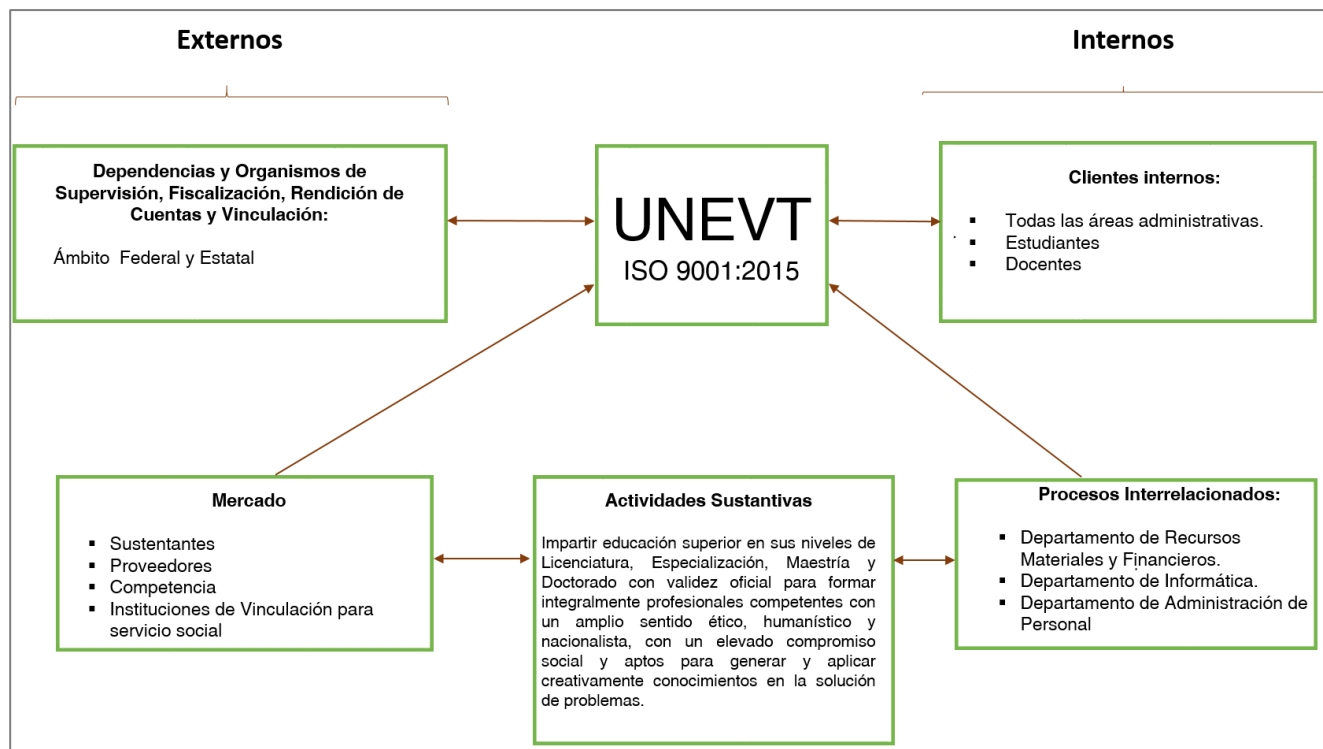 Externos
Internos
Dependencias y Organismos de
Supervisión, Fiscalización, Rendición de
Cuentas y Vinculación:
Ámbito Federal y Estatal
UNEVT
ISO 9001:2015
Clientes internos:
▪ Todas las áreas administrativas.
▪ Estudiantes
▪ Docentes
Mercado
▪ Sustentantes
▪ Proveedores
▪ Competencia
▪ Instituciones de Vinculación para
servicio social
Actividades Sustantivas
Impartir educación superior en sus niveles de
Licenciatura, Especialización, Maestría y
Doctorado con validez oficial para formar
integralmente profesionales competentes con
un amplio sentido ético, humanístico y
nacionalista, con un elevado compromiso
social y aptos para generar y aplicar
creativamente conocimientos en la solución
de problemas.
Procesos Interrelacionados:
▪ Departamento de Recursos
Materiales y Financieros.
▪ Departamento de Informática.
▪ Departamento de Administración de
Personal